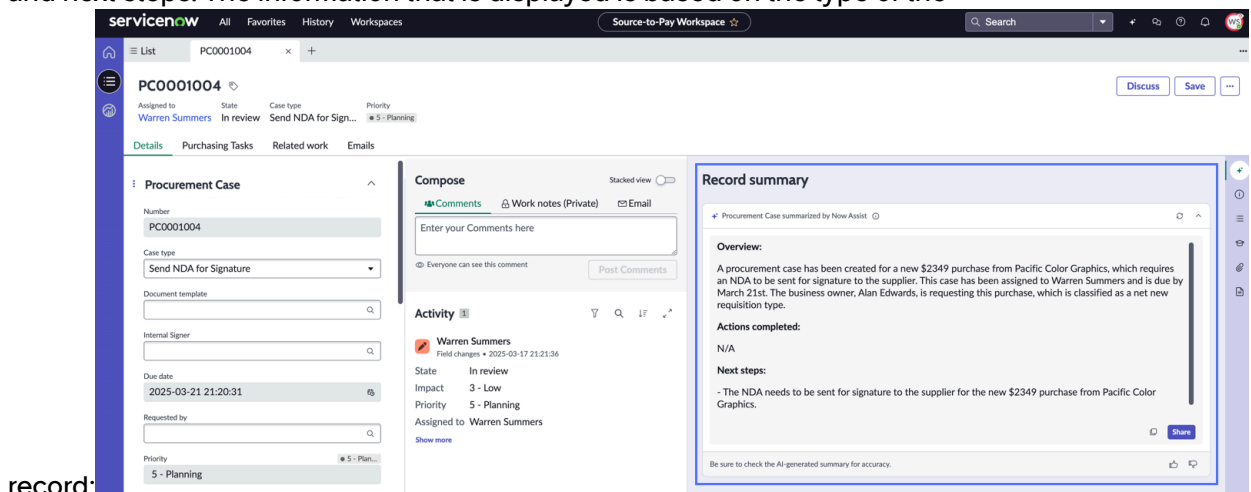 and next steps. The information that is displayed is based on the type of the
servicenow All Favorites History Workspaces Source-to-Pay Workspace Search WS
List PC0001004 × +
PC0001004 Discuss Save
Assigned to State Case type Priority
Warren Summers In review Send NDA for Sign... 5 - Planning
Details Purchasing Tasks Related work Emails
Procurement Case
Number
PC0001004
Case type
Send NDA for Signature
Document template
Internal Signer
Due date
2025-03-21 21:20:31
Requested by
Priority 5 - Plan...
5 - Planning
Compose Stacked view
Comments Work notes (Private) Email
Enter your Comments here
Everyone can see this comment Post Comments
Activity 1
Warren Summers
Field changes • 2025-03-17 21:21:36
State In review
Impact 3 - Low
Priority 5 - Planning
Assigned to Warren Summers
Show more
Record summary
Procurement Case summarized by Now Assist
Overview:
A procurement case has been created for a new $2349 purchase from Pacific Color Graphics, which requires
an NDA to be sent for signature to the supplier. This case has been assigned to Warren Summers and is due by
March 21st. The business owner, Alan Edwards, is requesting this purchase, which is classified as a net new
requisition type.
Actions completed:
N/A
Next steps:
- The NDA needs to be sent for signature to the supplier for the new $2349 purchase from Pacific Color
Graphics.
Share
Be sure to check the AI-generated summary for accuracy.
record: